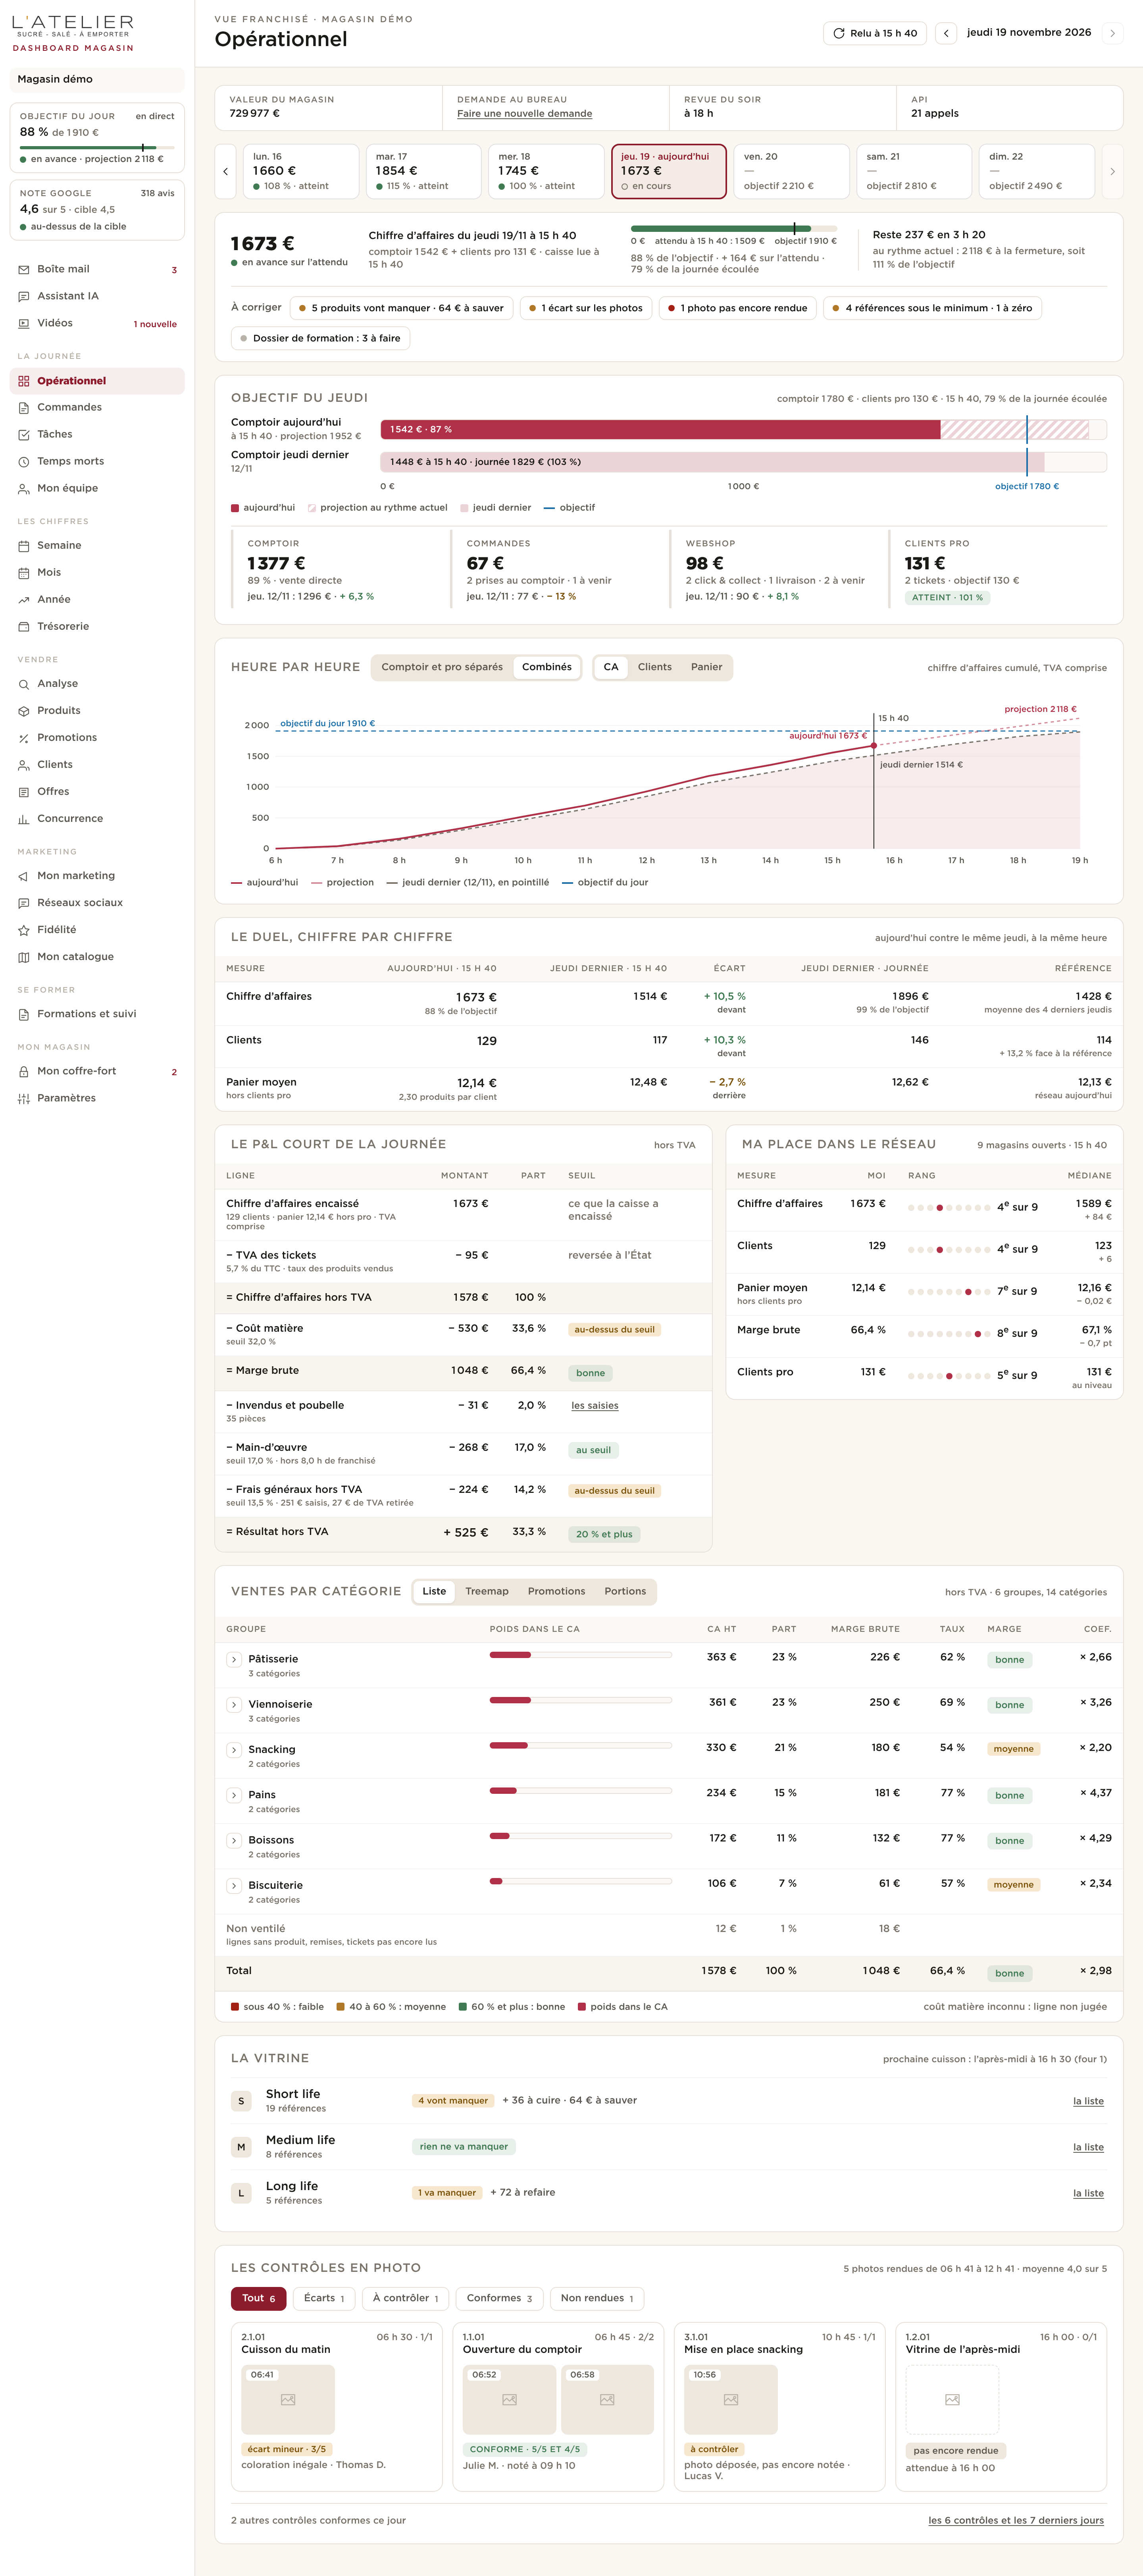 L'ATELIER
SUCRÉ - SALÉ - À EMPORTER
DASHBOARD MAGASIN
Magasin démo
OBJECTIF DU JOUR en direct
88 % de 1 910 €
en avance · projection 2 118 €
NOTE GOOGLE 318 avis
4,6 sur 5 · cible 4,5
au-dessus de la cible
Boîte mail 3
Assistant IA
Vidéos 1 nouvelle
LA JOURNÉE
Opérationnel
Commandes
Tâches
Temps morts
Mon équipe
LES CHIFFRES
Semaine
Mois
Année
Trésorerie
VENDRE
Analyse
Produits
Promotions
Clients
Offres
Concurrence
MARKETING
Mon marketing
Réseaux sociaux
Fidélité
Mon catalogue
SE FORMER
Formations et suivi
MON MAGASIN
Mon coffre-fort 2
Paramètres
VUE FRANCHISÉ · MAGASIN DÉMO
Opérationnel
Relu à 15 h 40
jeudi 19 novembre 2026
VALEUR DU MAGASIN
729 977 €
DEMANDE AU BUREAU
Faire une nouvelle demande
REVUE DU SOIR
à 18 h
API
21 appels
lun. 16
1 660 €
108 % · atteint
mar. 17
1 854 €
115 % · atteint
mer. 18
1 748 €
100 % · atteint
jeu. 19 · aujourd'hui
1 673 €
en cours
ven. 20
—
objectif 2 210 €
sam. 21
—
objectif 2 810 €
dim. 22
—
objectif 2 490 €
1 673 €
en avance sur l'attendu
Chiffre d'affaires du jeudi 19/11 à 15 h 40
comptoir 1 542 € + clients pro 131 € · caisse lue à
15 h 40
0 € attendu à 15 h 40 : 1 509 € objectif 1 910 €
88 % de l'objectif · + 164 € sur l'attendu ·
79 % de la journée écoulée
Reste 237 € en 3 h 20
au rythme actuel : 2 118 € à la fermeture, soit
111 % de l'objectif
À corriger
5 produits vont manquer · 64 € à sauver
1 écart sur les photos
1 photo pas encore rendue
4 références sous le minimum · 1 à zéro
Dossier de formation : 3 à faire
OBJECTIF DU JEUDI
comptoir 1 780 € · clients pro 130 € · 15 h 40, 79 % de la journée écoulée
Comptoir aujourd'hui
à 15 h 40 · projection 1 952 €
1 542 € · 87 %
Comptoir jeudi dernier
12/11
1 448 € à 15 h 40 · journée 1 829 € (103 %)
0 € 1 000 € objectif 1 780 €
aujourd'hui projection au rythme actuel jeudi dernier objectif
COMPTOIR
1 377 €
89 % · vente directe
jeu. 12/11 : 1 296 € · + 6,3 %
COMMANDES
67 €
2 prises au comptoir · 1 à venir
jeu. 12/11 : 77 € · − 13 %
WEBSHOP
98 €
2 click & collect · 1 livraison · 2 à venir
jeu. 12/11 : 90 € · + 8,1 %
CLIENTS PRO
131 €
2 tickets · objectif 130 €
ATTEINT · 101 %
HEURE PAR HEURE
Comptoir et pro séparés Combinés
CA Clients Panier
chiffre d'affaires cumulé, TVA comprise
projection 2 118 €
15 h 40
objectif du jour 1 910 €
aujourd'hui 1 673 €
jeudi dernier 1 514 €
2 000
1 500
1 000
500
0
6 h 7 h 8 h 9 h 10 h 11 h 12 h 13 h 14 h 15 h 16 h 17 h 18 h 19 h
aujourd'hui projection jeudi dernier (12/11), en pointillé objectif du jour
LE DUEL, CHIFFRE PAR CHIFFRE
aujourd'hui contre le même jeudi, à la même heure
MESURE AUJOURD'HUI · 15 H 40 JEUDI DERNIER · 15 H 40 ÉCART JEUDI DERNIER · JOURNÉE RÉFÉRENCE
Chiffre d'affaires 1 673 € 1 514 € + 10,5 % 1 896 € 1 428 €
88 % de l'objectif devant 99 % de l'objectif moyenne des 4 derniers jeudis
Clients 129 117 + 10,3 % 146 114
devant + 13,2 % face à la référence
Panier moyen 12,14 € 12,48 € − 2,7 % 12,62 € 12,13 €
hors clients pro 2,30 produits par client derrière réseau aujourd'hui
LE P&L COURT DE LA JOURNÉE
hors TVA
LIGNE MONTANT PART SEUIL
Chiffre d'affaires encaissé 1 673 € ce que la caisse a
encaissé
129 clients · panier 12,14 € hors pro · TVA
comprise
− TVA des tickets − 95 € reversée à l'État
5,7 % du TTC · taux des produits vendus
= Chiffre d'affaires hors TVA 1 578 € 100 %
− Coût matière − 530 € 33,6 % au-dessus du seuil
seuil 32,0 %
= Marge brute 1 048 € 66,4 % bonne
− Invendus et poubelle − 31 € 2,0 % les saisies
35 pièces
− Main-d'œuvre − 268 € 17,0 % au seuil
seuil 17,0 % · hors 8,0 h de franchisé
− Frais généraux hors TVA − 224 € 14,2 % au-dessus du seuil
seuil 13,5 % · 251 € saisis, 27 € de TVA retirée
= Résultat hors TVA + 525 € 33,3 % 20 % et plus
MA PLACE DANS LE RÉSEAU
9 magasins ouverts · 15 h 40
MESURE MOI RANG MÉDIANE
Chiffre d'affaires 1 673 € 4e sur 9 1 589 €
+ 84 €
Clients 129 4e sur 9 123
+ 6
Panier moyen 12,14 € 7e sur 9 12,16 €
hors clients pro − 0,02 €
Marge brute 66,4 % 8e sur 9 67,1 %
− 0,7 pt
Clients pro 131 € 5e sur 9 131 €
au niveau
VENTES PAR CATÉGORIE
Liste Treemap Promotions Portions
hors TVA · 6 groupes, 14 catégories
GROUPE POIDS DANS LE CA CA HT PART MARGE BRUTE TAUX MARGE COEF.
Pâtisserie 363 € 23 % 226 € 62 % bonne × 2,66
3 catégories
Viennoiserie 361 € 23 % 250 € 69 % bonne × 3,26
3 catégories
Snacking 330 € 21 % 180 € 54 % moyenne × 2,20
2 catégories
Pains 234 € 15 % 181 € 77 % bonne × 4,37
2 catégories
Boissons 172 € 11 % 132 € 77 % bonne × 4,29
2 catégories
Biscuiterie 106 € 7 % 61 € 57 % moyenne × 2,34
2 catégories
Non ventilé 12 € 1 % 18 €
lignes sans produit, remises, tickets pas encore lus
Total 1 578 € 100 % 1 048 € 66,4 % bonne × 2,98
sous 40 % : faible 40 à 60 % : moyenne 60 % et plus : bonne poids dans le CA
coût matière inconnu : ligne non jugée
LA VITRINE
prochaine cuisson : l'après-midi à 16 h 30 (four 1)
S Short life 4 vont manquer + 36 à cuire · 64 € à sauver la liste
19 références
M Medium life rien ne va manquer la liste
8 références
L Long life 1 va manquer + 72 à refaire la liste
5 références
LES CONTRÔLES EN PHOTO
5 photos rendues de 06 h 41 à 12 h 41 · moyenne 4,0 sur 5
Tout 6 Écarts 1 À contrôler 1 Conformes 3 Non rendues 1
2.1.01 06 h 30 · 1/1
Cuisson du matin
06:41
écart mineur · 3/5
coloration inégale · Thomas D.
1.1.01 06 h 45 · 2/2
Ouverture du comptoir
06:52 06:58
CONFORME · 5/5 ET 4/5
Julie M. · noté à 09 h 10
3.1.01 10 h 45 · 1/1
Mise en place snacking
10:56
à contrôler
photo déposée, pas encore notée ·
Lucas V.
1.2.01 16 h 00 · 0/1
Vitrine de l'après-midi
pas encore rendue
attendue à 16 h 00
2 autres contrôles conformes ce jour
les 6 contrôles et les 7 derniers jours